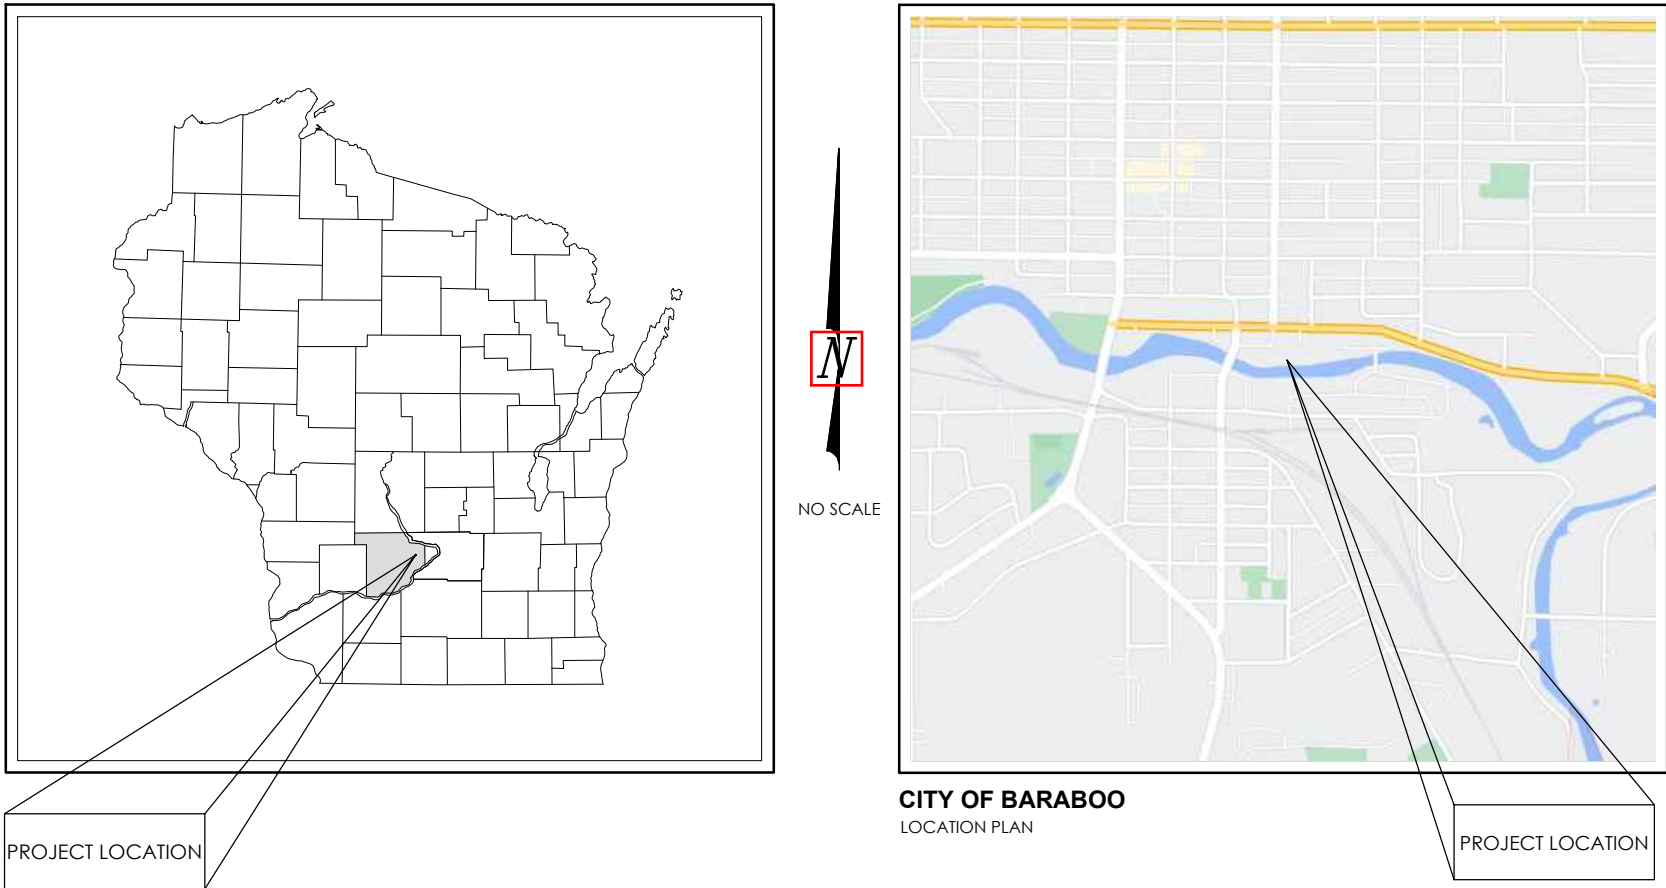 N
NO SCALE
PROJECT LOCATION
CITY OF BARABOO
LOCATION PLAN
PROJECT LOCATION